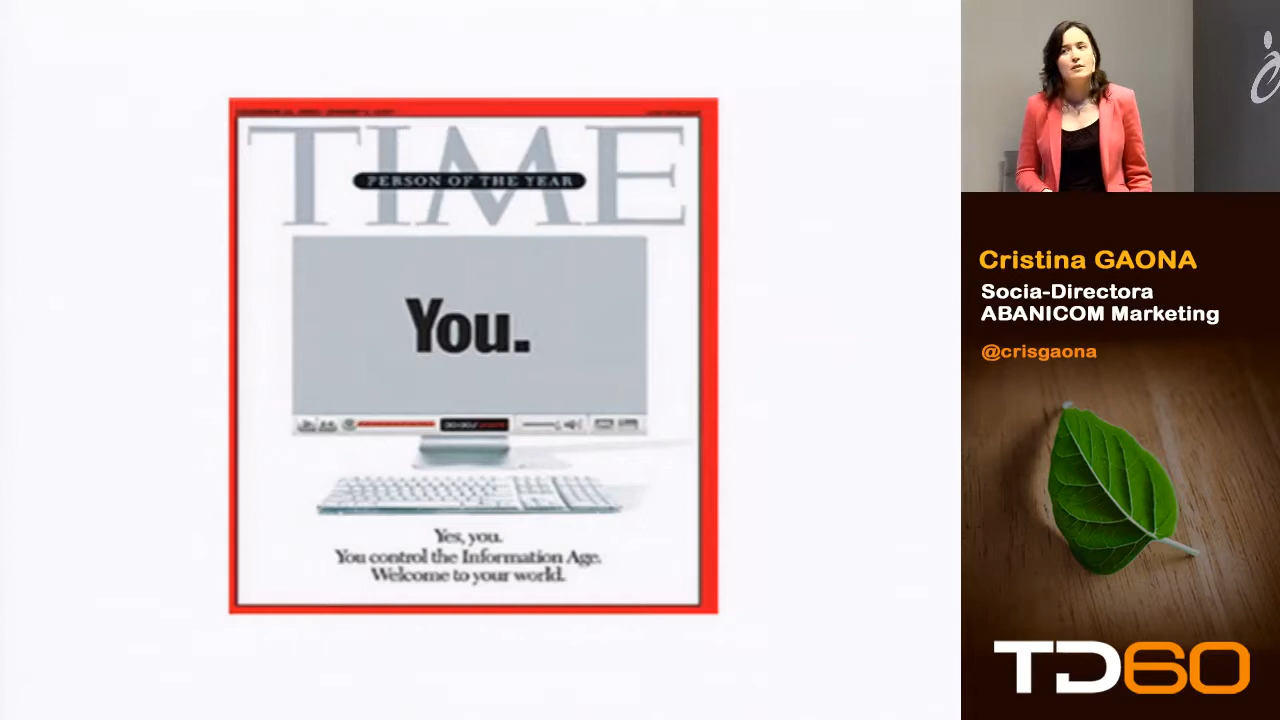 TIME
PERSON OF THE YEAR
You.
Yes, you.
You control the Information Age.
Welcome to your world.
Cristina GAONA
Socia-Directora
ABANICOM Marketing
@crisgaona
TD60